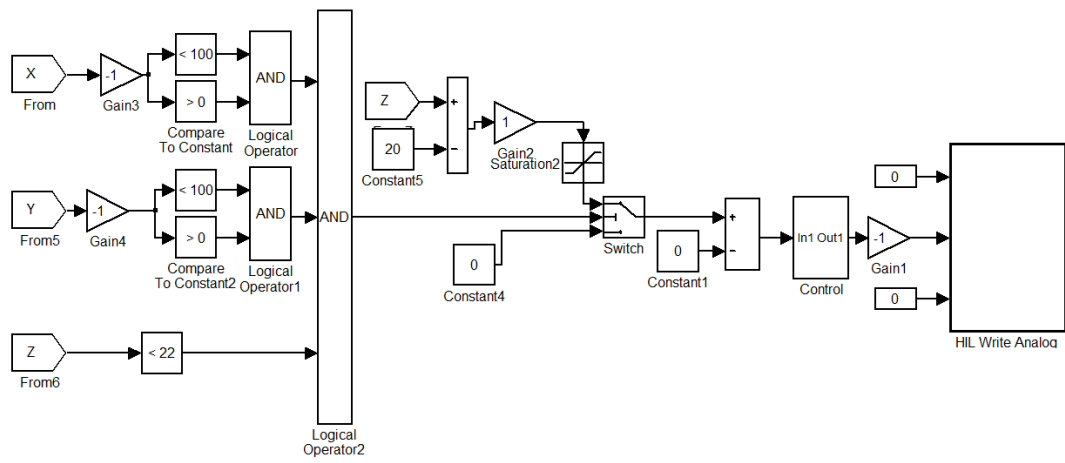 X
From
-1
Gain3
< 100
> 0
Compare
To Constant
AND
Logical
Operator
Y
From5
-1
Gain4
< 100
> 0
Compare
To Constant2
AND
Logical
Operator1
Z
From6
< 22
AND
Logical
Operator2
Z
20
Constant5
+
−
1
Gain2
Saturation2
0
Constant4
Switch
0
Constant1
+
−
In1 Out1
Control
-1
Gain1
0
0
HIL Write Analog